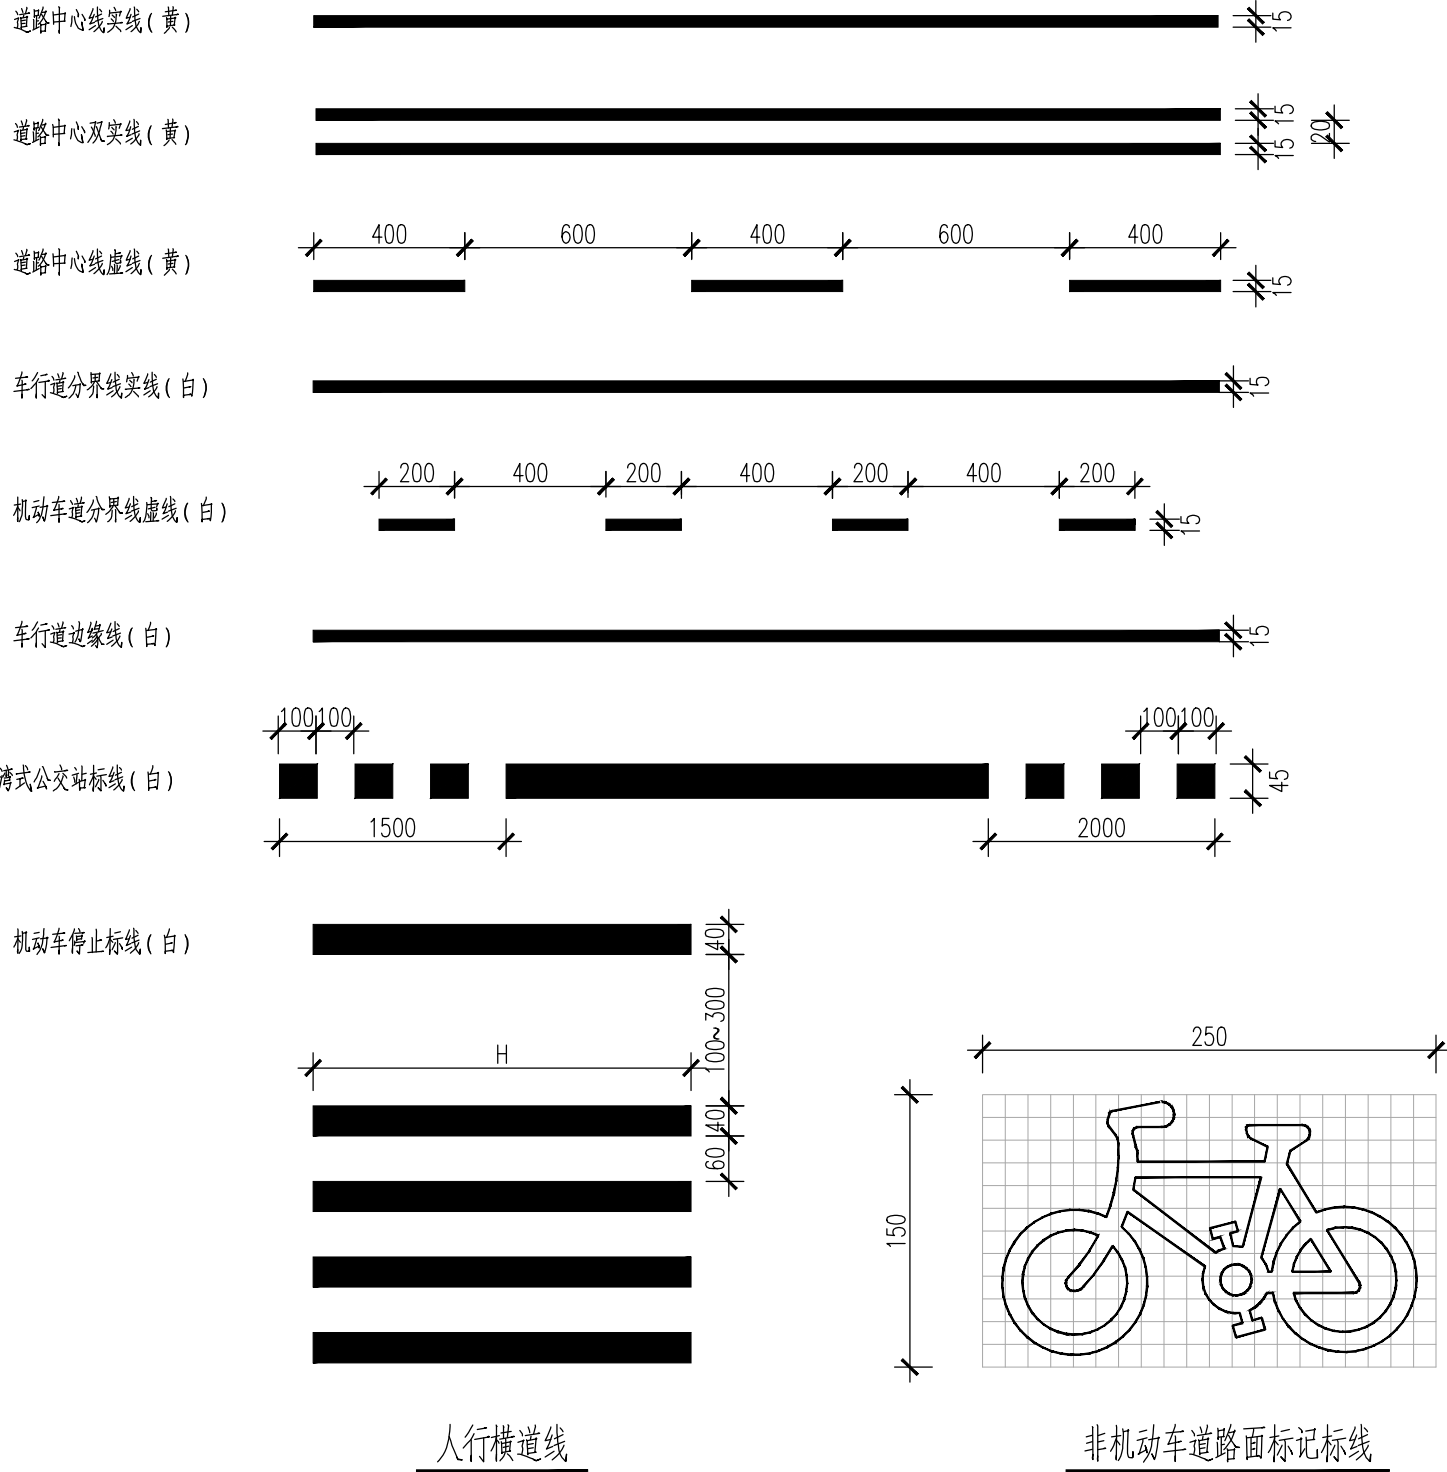 道路中心线实线(黄)
15
道路中心双实线(黄)
15
15
20
道路中心线虚线(黄)
400 600 400 600 400
15
车行道分界线实线(白)
15
机动车道分界线虚线(白)
200 400 200 400 200 400 200
15
车行道边缘线(白)
15
100 100 100 100
湾式公交站标线(白)
45
1500 2000
机动车停止标线(白)
40
100~300
H
40
60
250
150
人行横道线
非机动车道路面标记标线